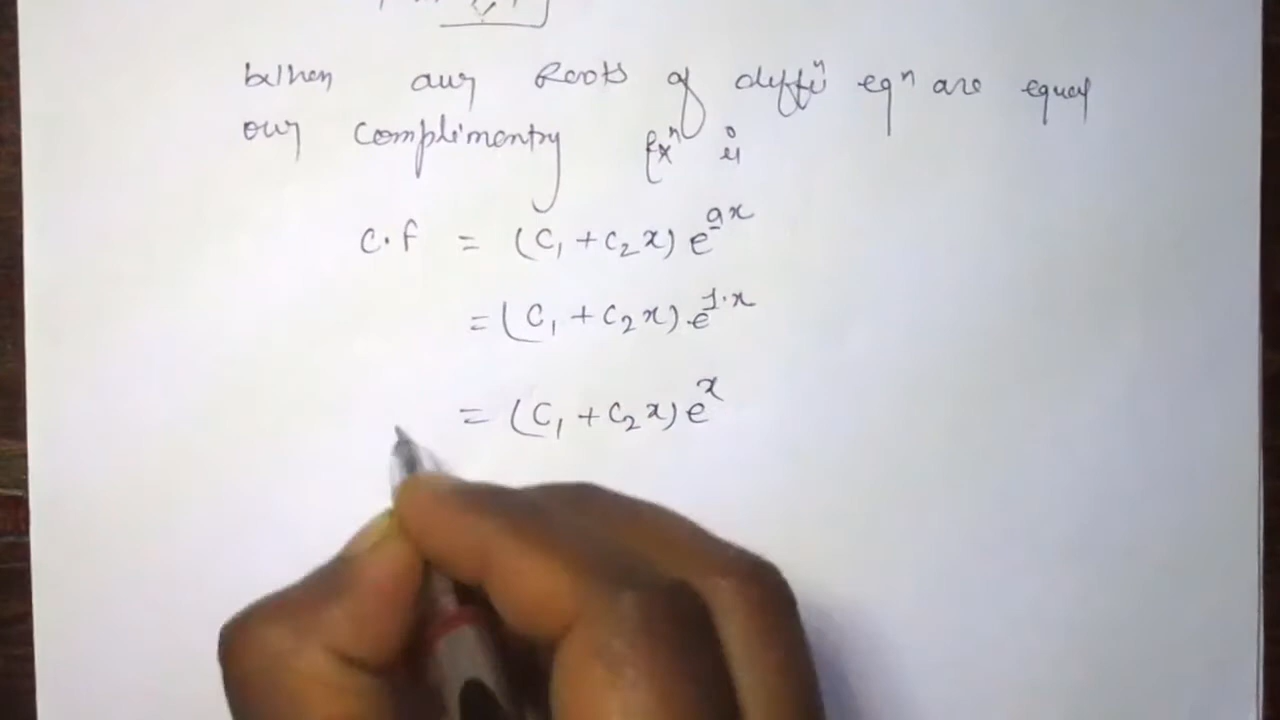 When our Roots of diffⁿ eqⁿ are equal
our complimentry fxⁿ is
C.f = (C₁ + C₂x) e^ax
= (C₁ + C₂x).e^1.x
= (C₁ + C₂x) e^x